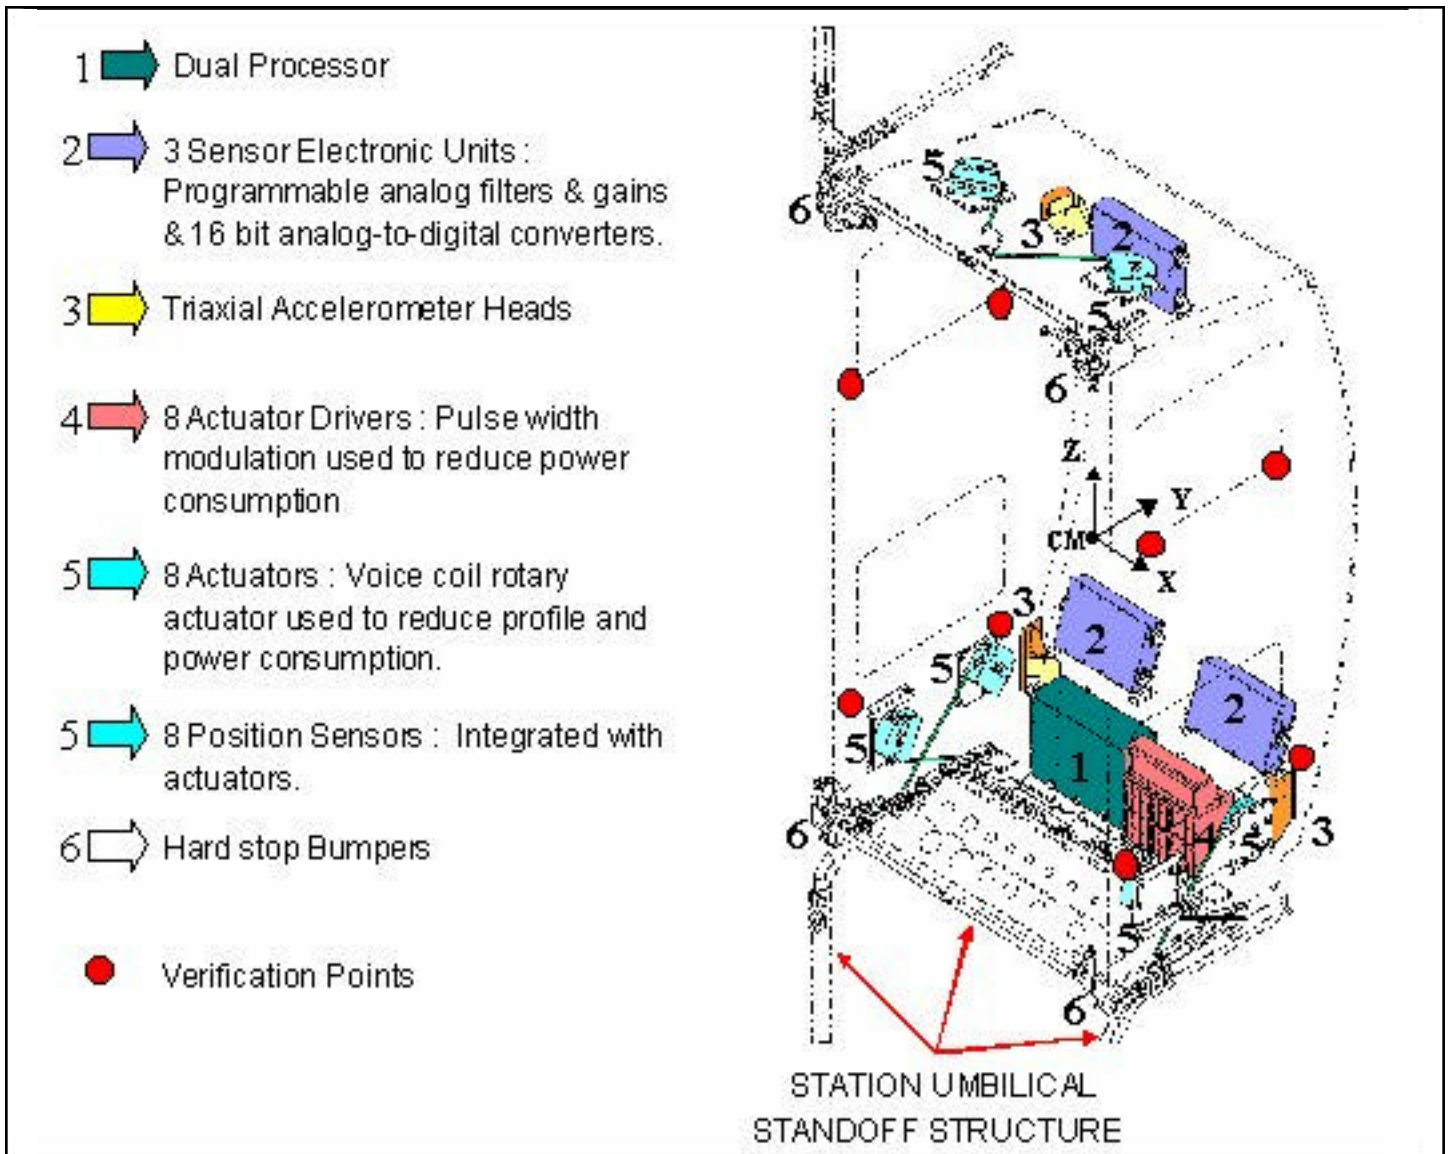 1 Dual Processor
2 3 Sensor Electronic Units :
Programmable analog filters & gains
& 16 bit analog-to-digital converters.
3 Triaxial Accelerometer Heads
4 8 Actuator Drivers : Pulse width
modulation used to reduce power
consumption
5 8 Actuators : Voice coil rotary
actuator used to reduce profile and
power consumption.
5 8 Position Sensors : Integrated with
actuators.
6 Hard stop Bumpers
Verification Points
5
6
3
2
5
6
Z
Y
CM
X
3
2
5
2
5
1
4
6
5
3
5
6
STATION UMBILICAL
STANDOFF STRUCTURE